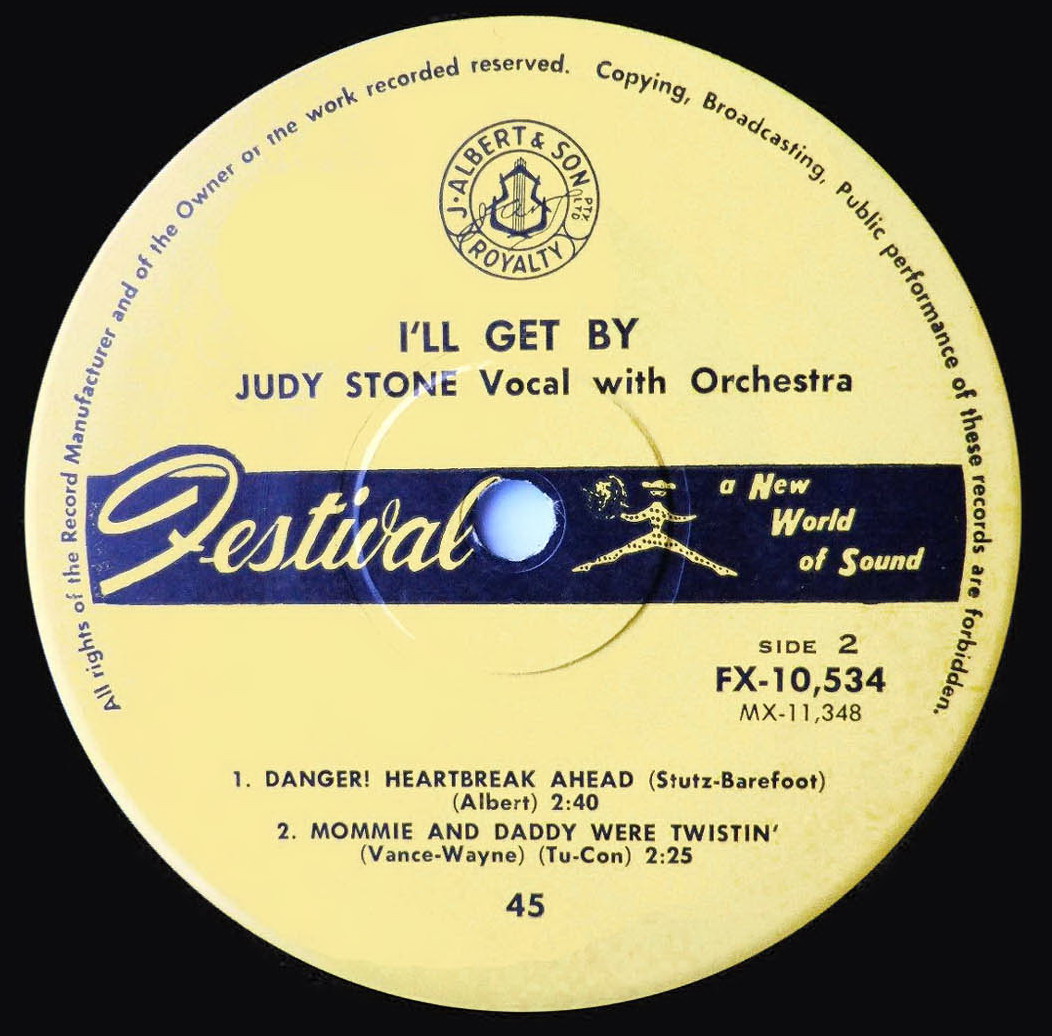 All rights of the Record Manufacturer and of the Owner or the work recorded reserved. Copying, Broadcasting, Public performance of these records are forbidden.
J. ALBERT & SON PTY LTD
ROYALTY
I'LL GET BY
JUDY STONE Vocal with Orchestra
Festival
a New
World
of Sound
SIDE 2
FX-10,534
MX-11,348
1. DANGER! HEARTBREAK AHEAD (Stutz-Barefoot)
(Albert) 2:40
2. MOMMIE AND DADDY WERE TWISTIN'
(Vance-Wayne) (Tu-Con) 2:25
45